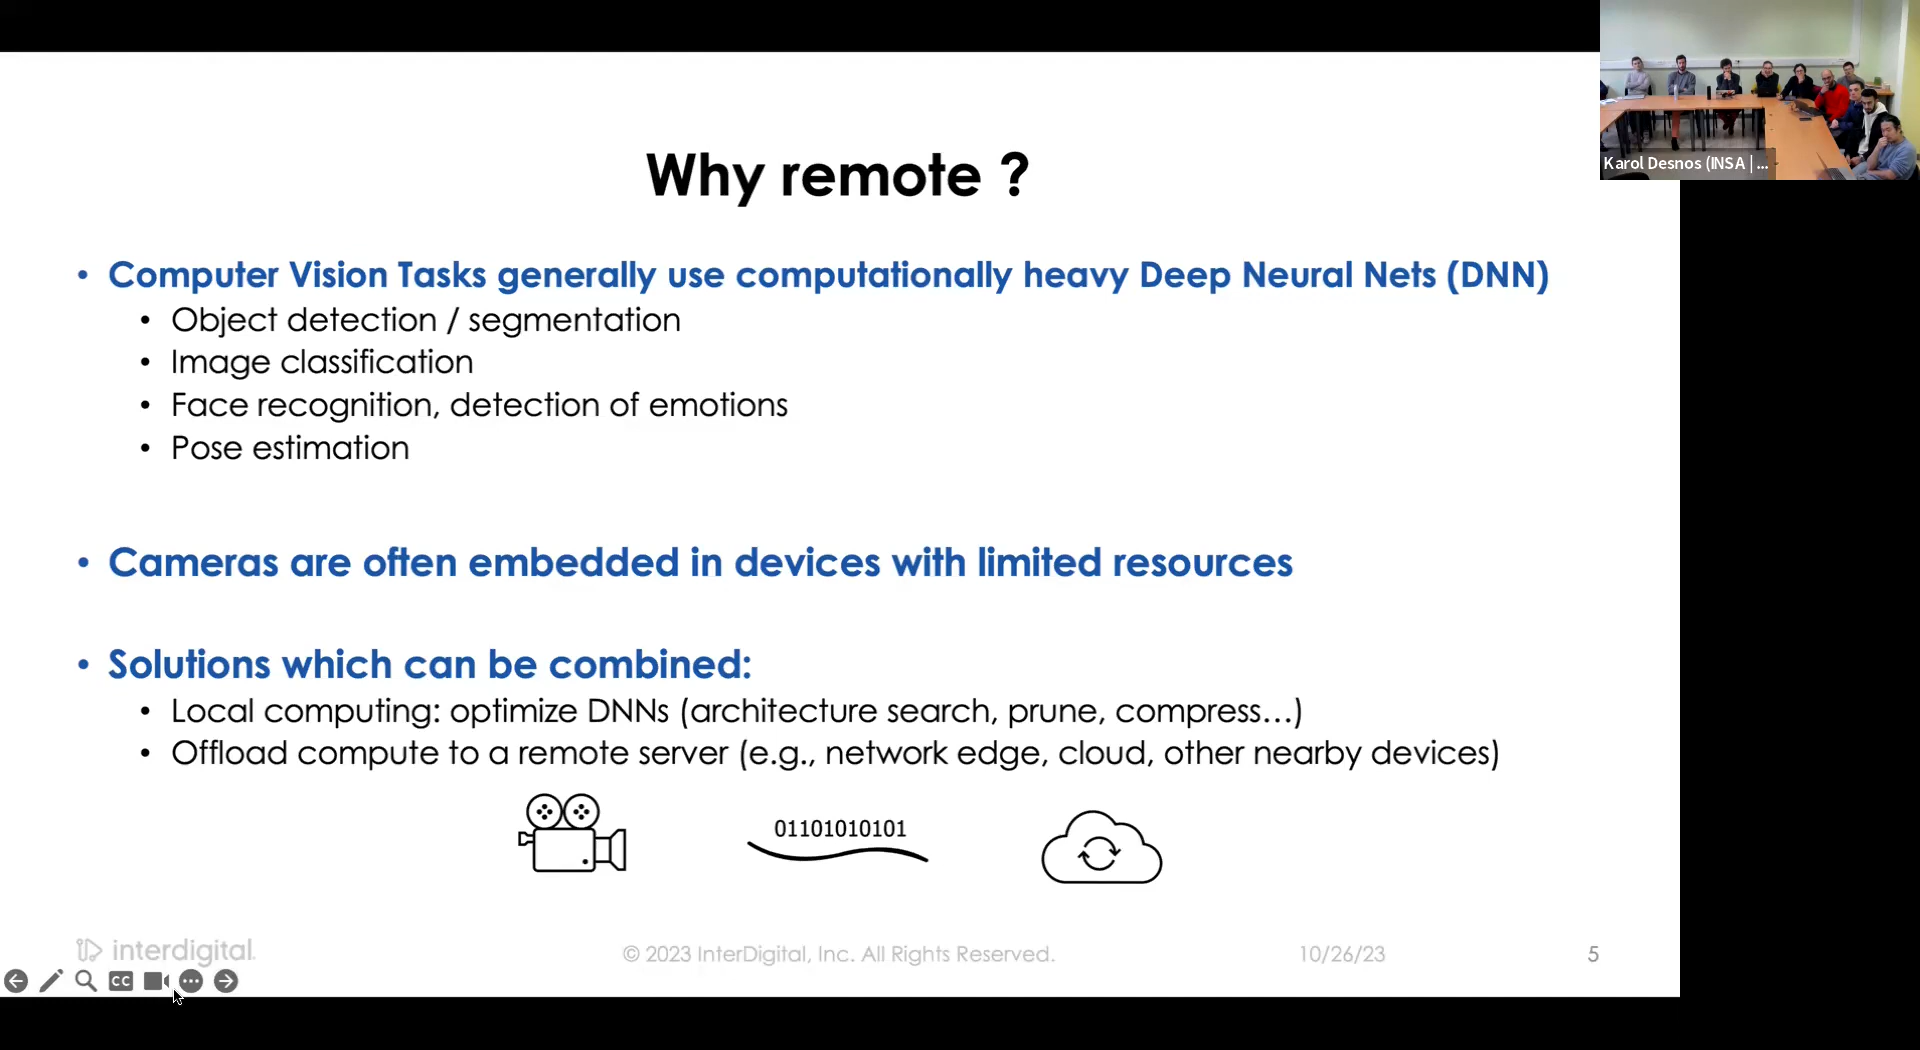 Why remote ?
• Computer Vision Tasks generally use computationally heavy Deep Neural Nets (DNN)
• Object detection / segmentation
• Image classification
• Face recognition, detection of emotions
• Pose estimation
• Cameras are often embedded in devices with limited resources
• Solutions which can be combined:
• Local computing: optimize DNNs (architecture search, prune, compress...)
• Offload compute to a remote server (e.g., network edge, cloud, other nearby devices)
01101010101
interdigital
© 2023 InterDigital, Inc. All Rights Reserved.
10/26/23
5
CC
Karol Desnos (INSA | ...